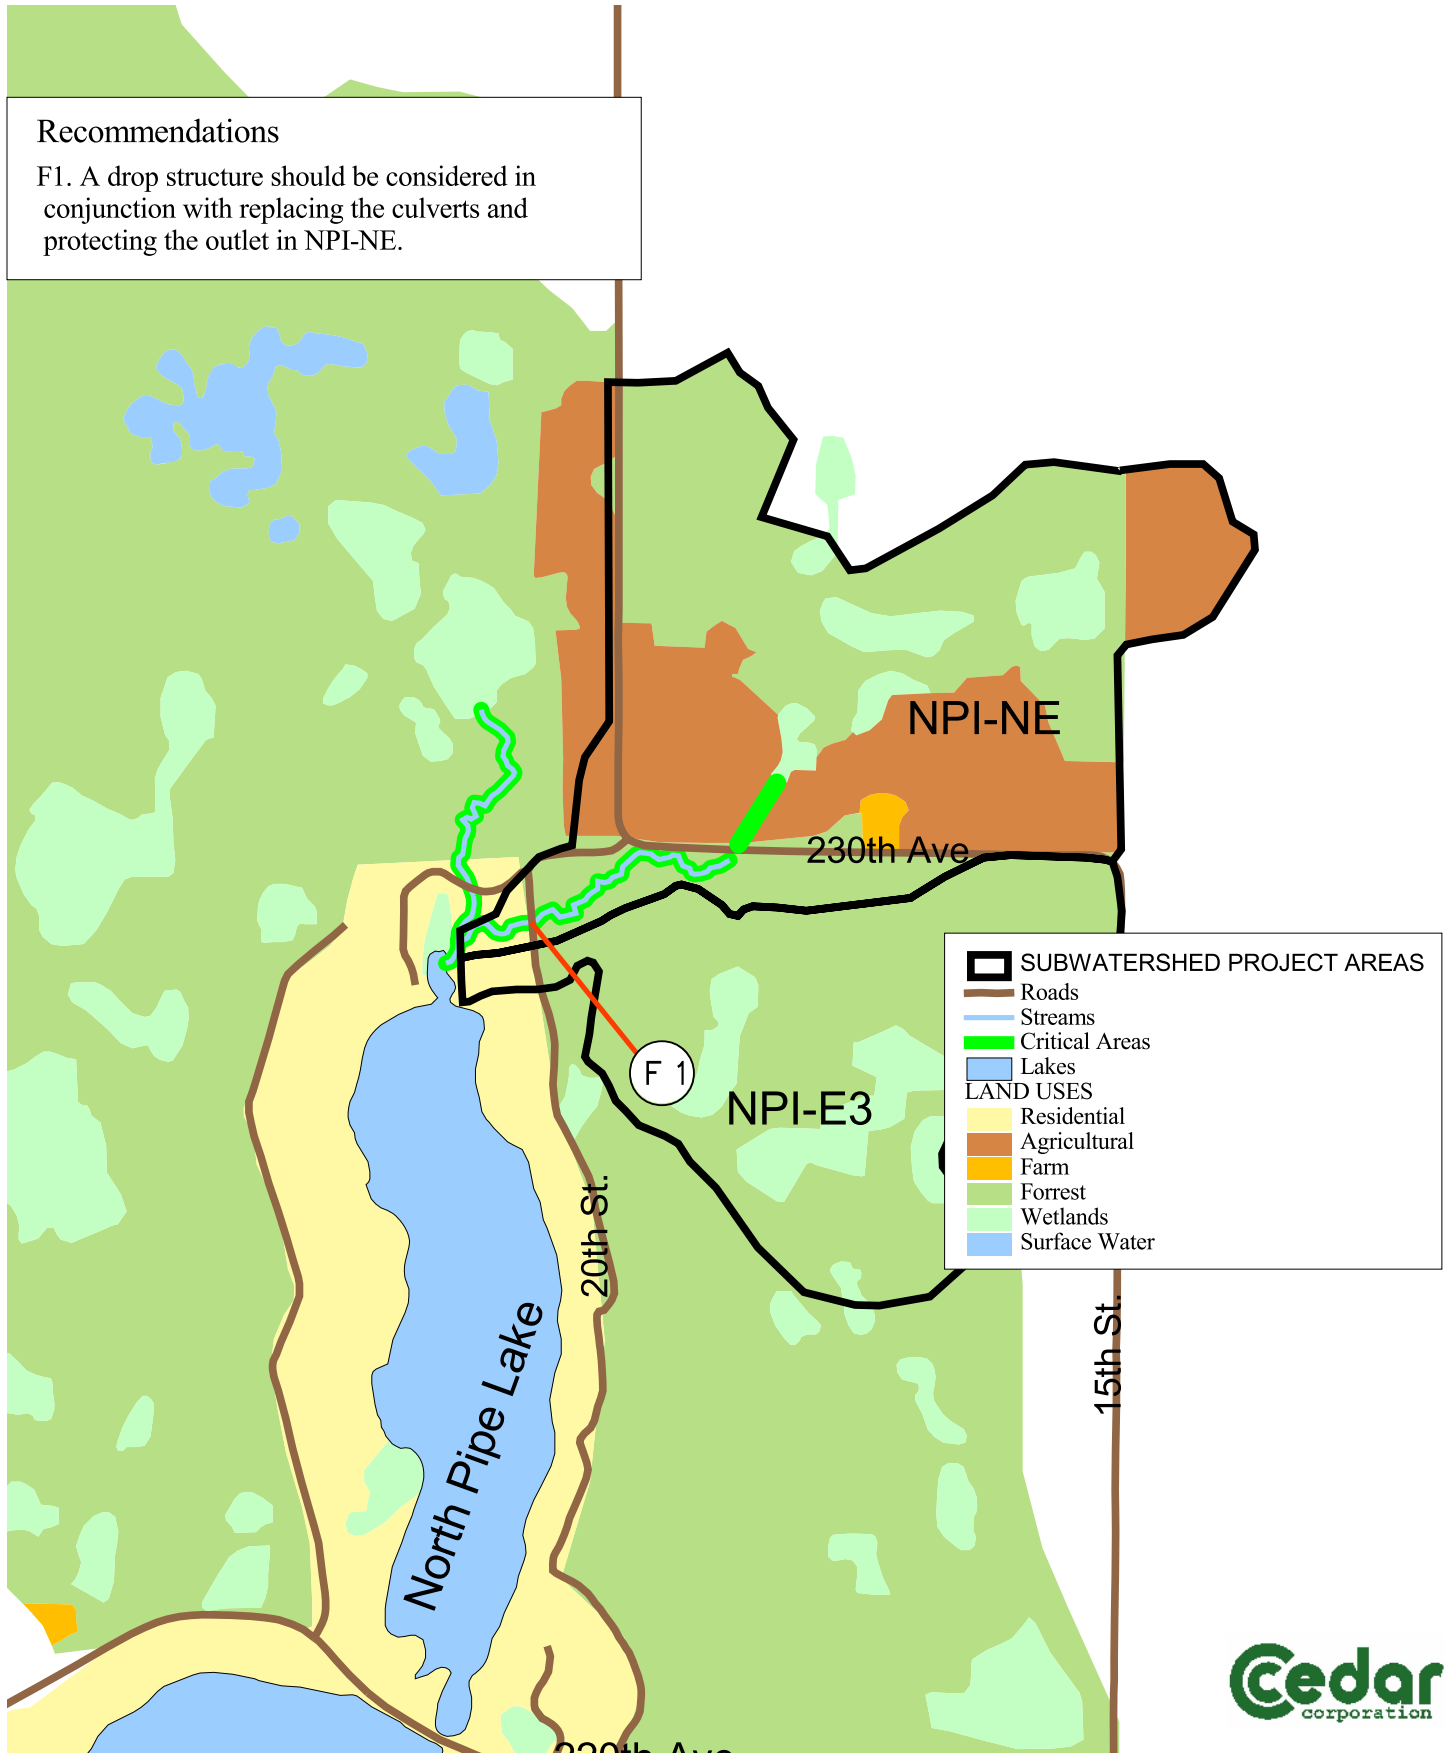 Recommendations
F1. A drop structure should be considered in
conjunction with replacing the culverts and
protecting the outlet in NPI-NE.
NPI-NE
230th Ave
SUBWATERSHED PROJECT AREAS
Roads
Streams
Critical Areas
Lakes
LAND USES
Residential
Agricultural
Farm
Forrest
Wetlands
Surface Water
F 1
NPI-E3
20th St.
15th St.
North Pipe Lake
Cedar
corporation
220th Ave